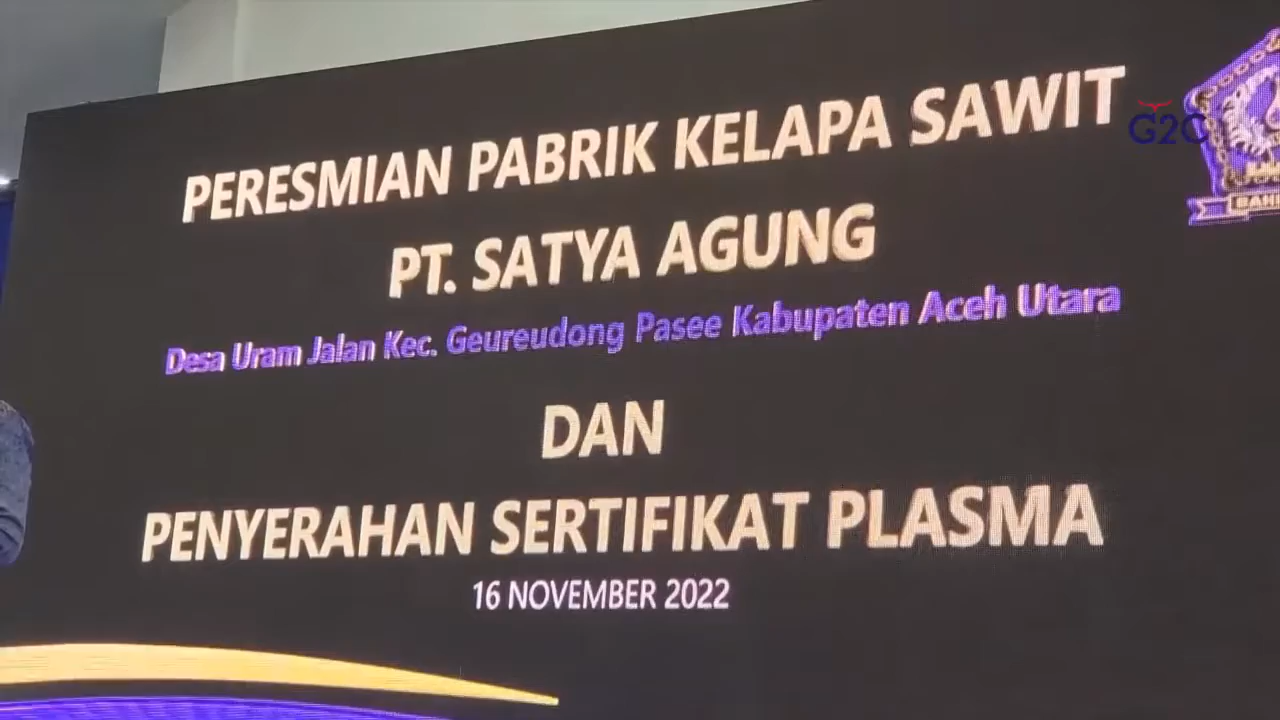 PERESMIAN PABRIK KELAPA SAWIT
G2C
PT. SATYA AGUNG
Desa Uram Jalan Kec. Geureudong Pasee Kabupaten Aceh Utara
DAN
PENYERAHAN SERTIFIKAT PLASMA
16 NOVEMBER 2022